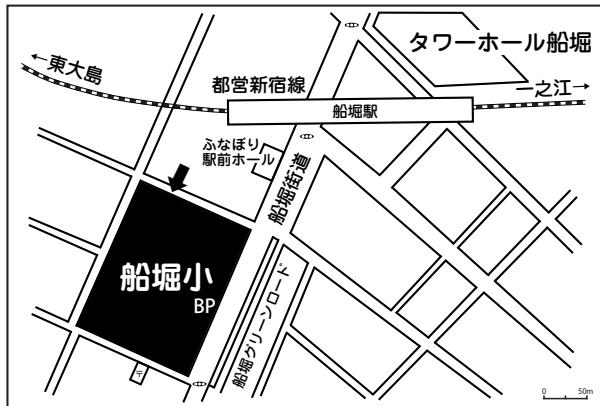 タワーホール船堀
←東大島
都営新宿線
一之江→
船堀駅
ふなぼり
駅前ホール
船堀街道
船堀小
BP
船堀グリーンロード
〒
0 50m